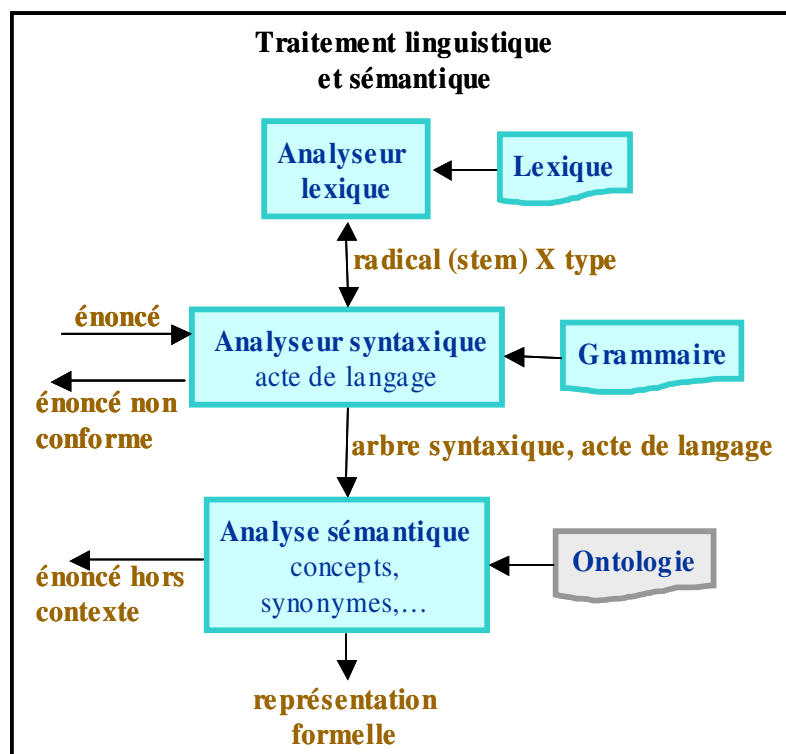 Traitement linguistique
et sémantique
Analyseur
lexique
Lexique
radical (stem) X type
énoncé
Analyseur syntaxique
acte de langage
Grammaire
énoncé non
conforme
arbre syntaxique, acte de langage
Analyse sémantique
concepts,
synonymes,…
Ontologie
énoncé hors
contexte
représentation
formelle